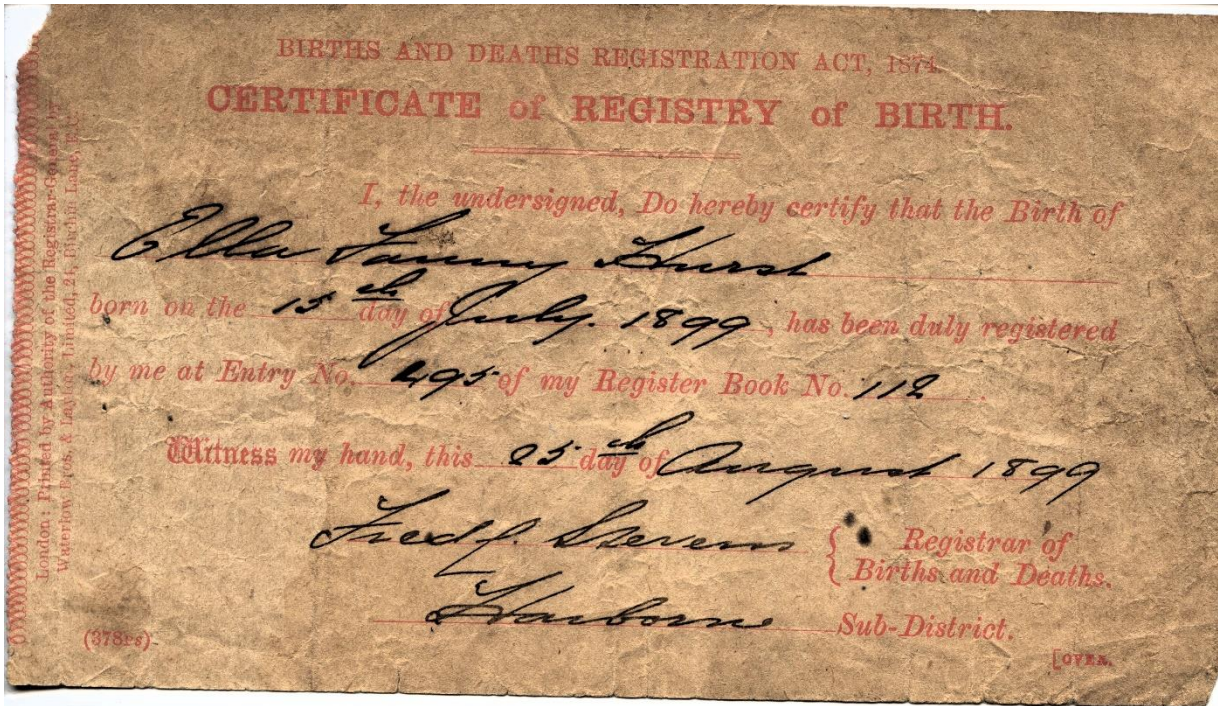 BIRTHS AND DEATHS REGISTRATION ACT, 1874.
CERTIFICATE of REGISTRY of BIRTH.
I, the undersigned, Do hereby certify that the Birth of
Ella Fanny Hurst
born on the 15th day of July. 1899, has been duly registered
by me at Entry No. 495 of my Register Book No. 112.
Witness my hand, this 25th day of August 1899
Fred J. Stevens { Registrar of
Births and Deaths.
Harborne Sub-District.
[OVER.
London: Printed by Authority of the Registrar-General by
Waterlow Bros. & Layton, Limited, 24, Birchin Lane, E.C.